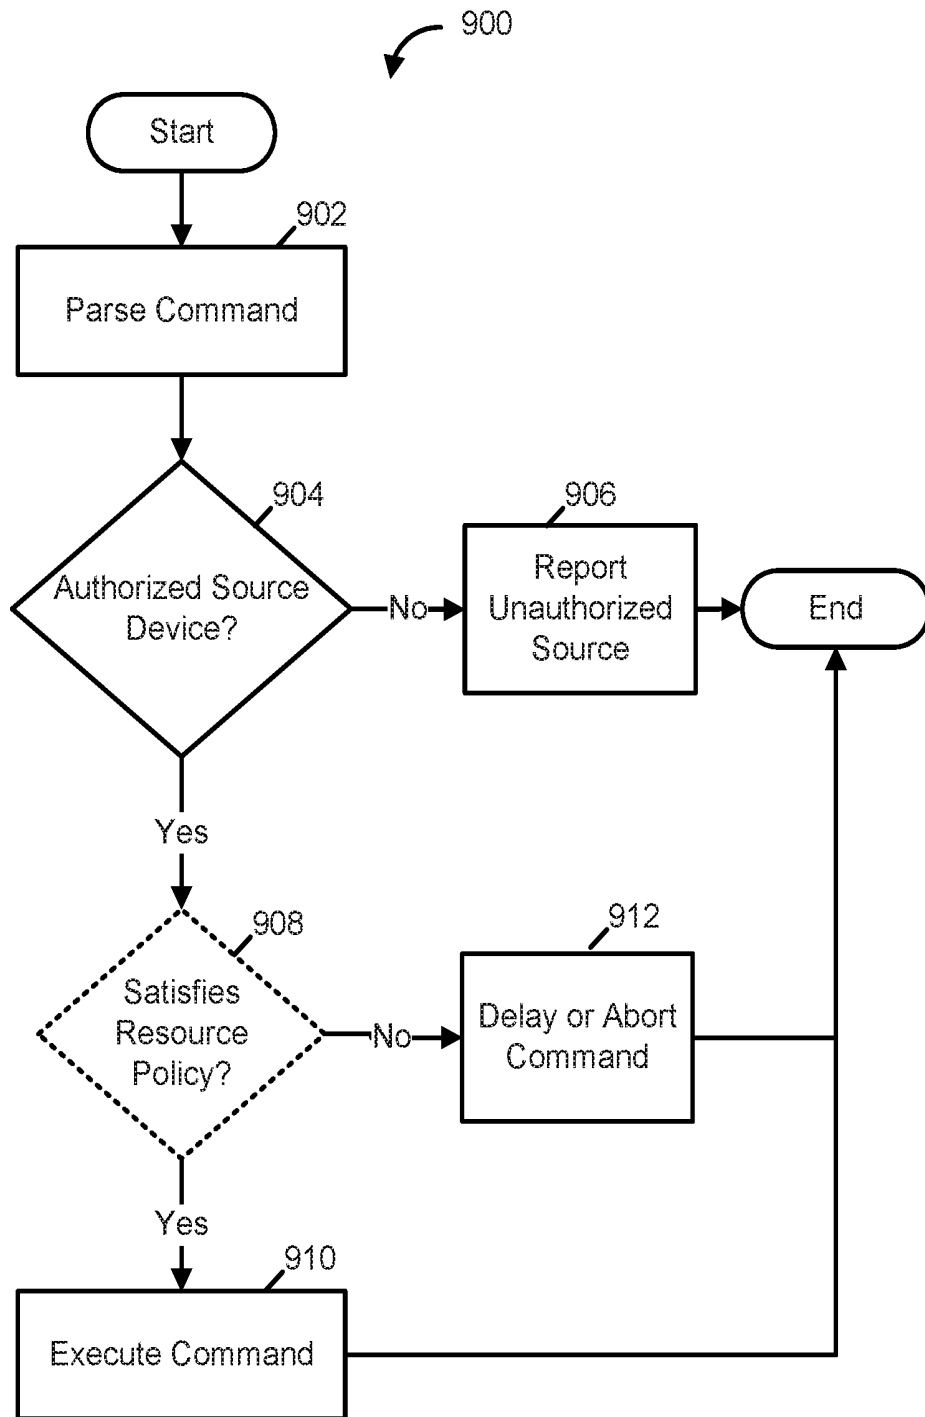 900
Start
902
Parse Command
904
Authorized Source
Device?
No
906
Report
Unauthorized
Source
End
Yes
908
Satisfies
Resource
Policy?
No
912
Delay or Abort
Command
Yes
910
Execute Command